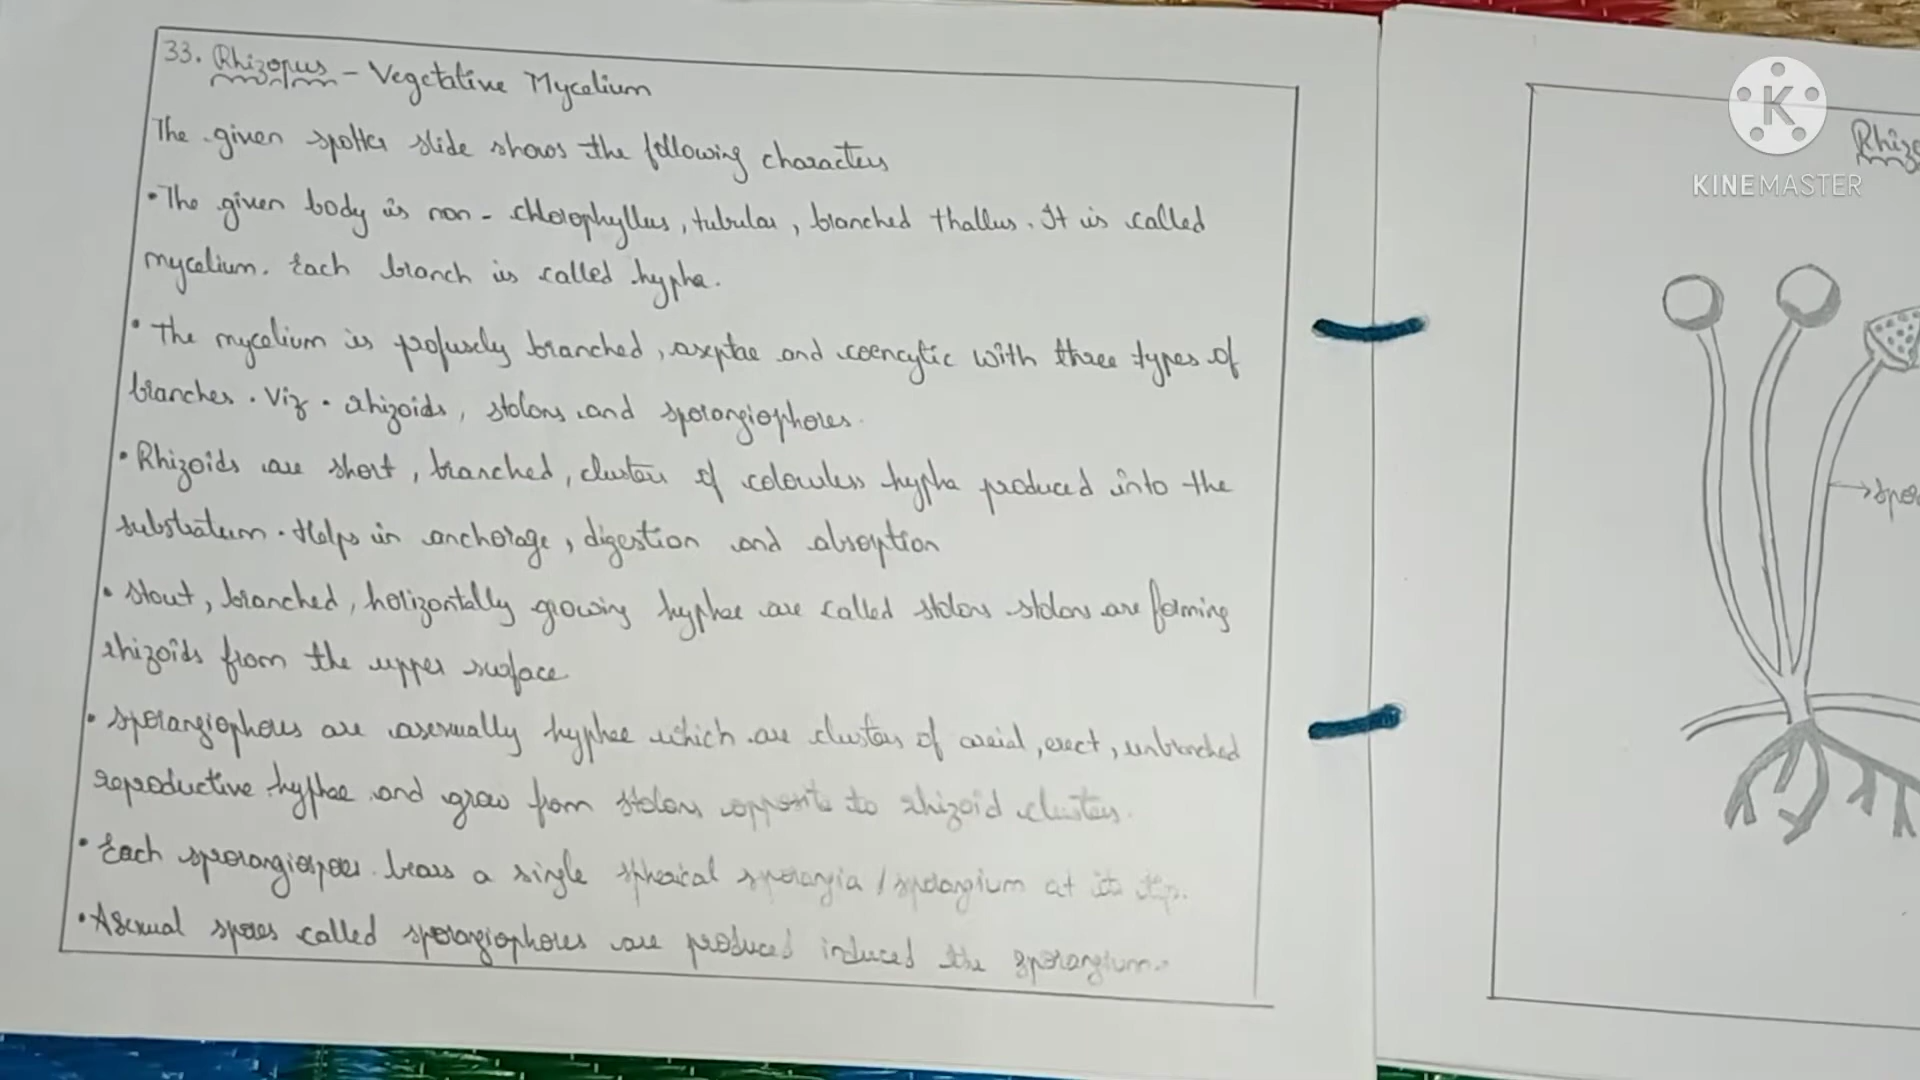 33. Rhizopus - Vegetative Mycelium
The given spotter slide shows the following characters
• The given body is non - chlorophyllus, tubular, branched thallus. It is called
mycelium. Each branch is called hypha.
• The mycelium is profusely branched, aseptae and coencytic with three types of
branches. Viz. rhizoids, stolons and sporangiophores.
• Rhizoids are short, branched, clusters of colourless hypha produced into the
substratum. Helps in anchorage, digestion and absorption
• Stout, branched, horizontally growing hyphae are called stolons stolons are forming
rhizoids from the upper surface.
• Sporangiophores are asexually hyphae which are clusters of areial, erect, unbranched
reproductive hyphae and grow from stolons opposite to rhizoid clusters.
• Each bears a single spherical sporangia / sporangium at its tip.
• Asexual spores called sporangiophores are produced induced the sporangium.
K
KINEMASTER